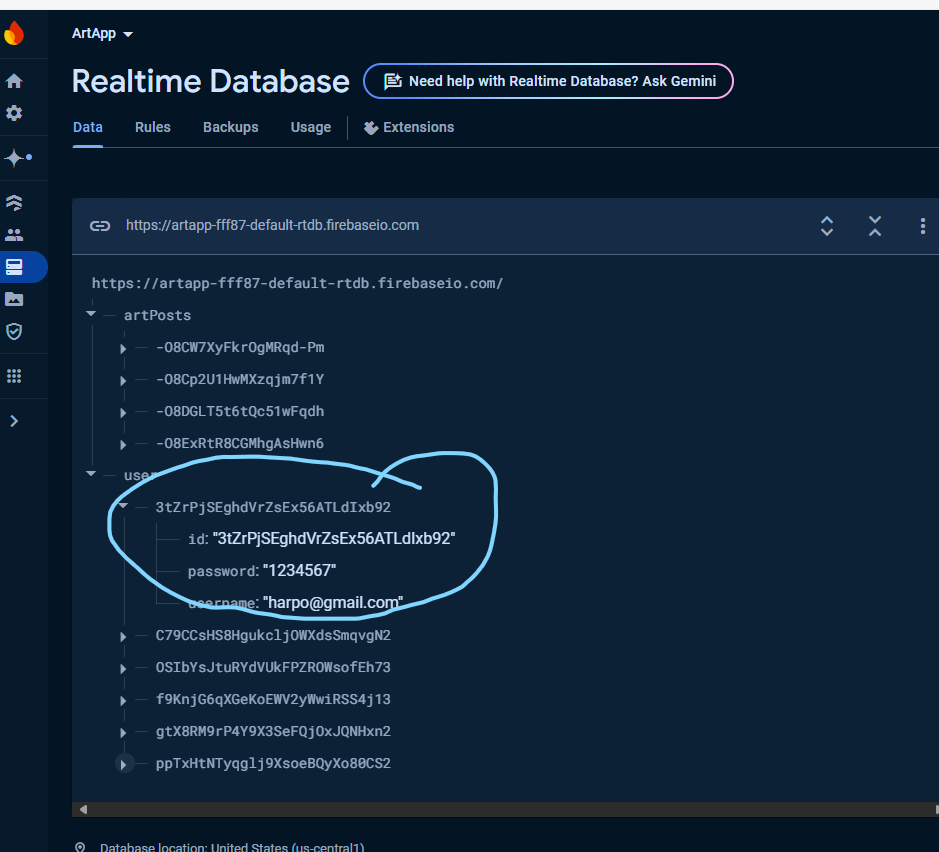 ArtApp
Realtime Database
Need help with Realtime Database? Ask Gemini
Data Rules Backups Usage Extensions
https://artapp-fff87-default-rtdb.firebaseio.com
https://artapp-fff87-default-rtdb.firebaseio.com/
artPosts
-O8CW7XyFkrOgMRqd-Pm
-O8Cp2U1HwMXzqjm7f1Y
-O8DGLT5t6tQc51wFqdh
-O8ExRtR8CGMhgAsHwn6
user
3tZrPjSEghdVrZsEx56ATLdIxb92
id: "3tZrPjSEghdVrZsEx56ATLdIxb92"
password: "1234567"
username: "harpo@gmail.com"
C79CCsHS8HgukcljOWXdsSmqvgN2
OSIbYsJtuRYdVUkFPZROWsofEh73
f9KnjG6qXGeKoEWV2yWwiRSS4j13
gtX8RM9rP4Y9X3SeFQjOxJQNHxn2
ppTxHtNTyqglj9XsoeBQyXo80CS2
Database location: United States (us-central1)